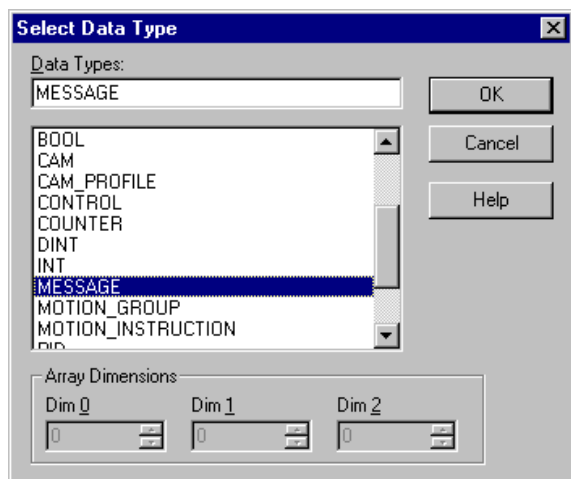 Select Data Type
Data Types:
MESSAGE
OK
BOOL
CAM
CAM_PROFILE
CONTROL
COUNTER
DINT
INT
MESSAGE
MOTION_GROUP
MOTION_INSTRUCTION
Cancel
Help
Array Dimensions
Dim 0 Dim 1 Dim 2
0 0 0